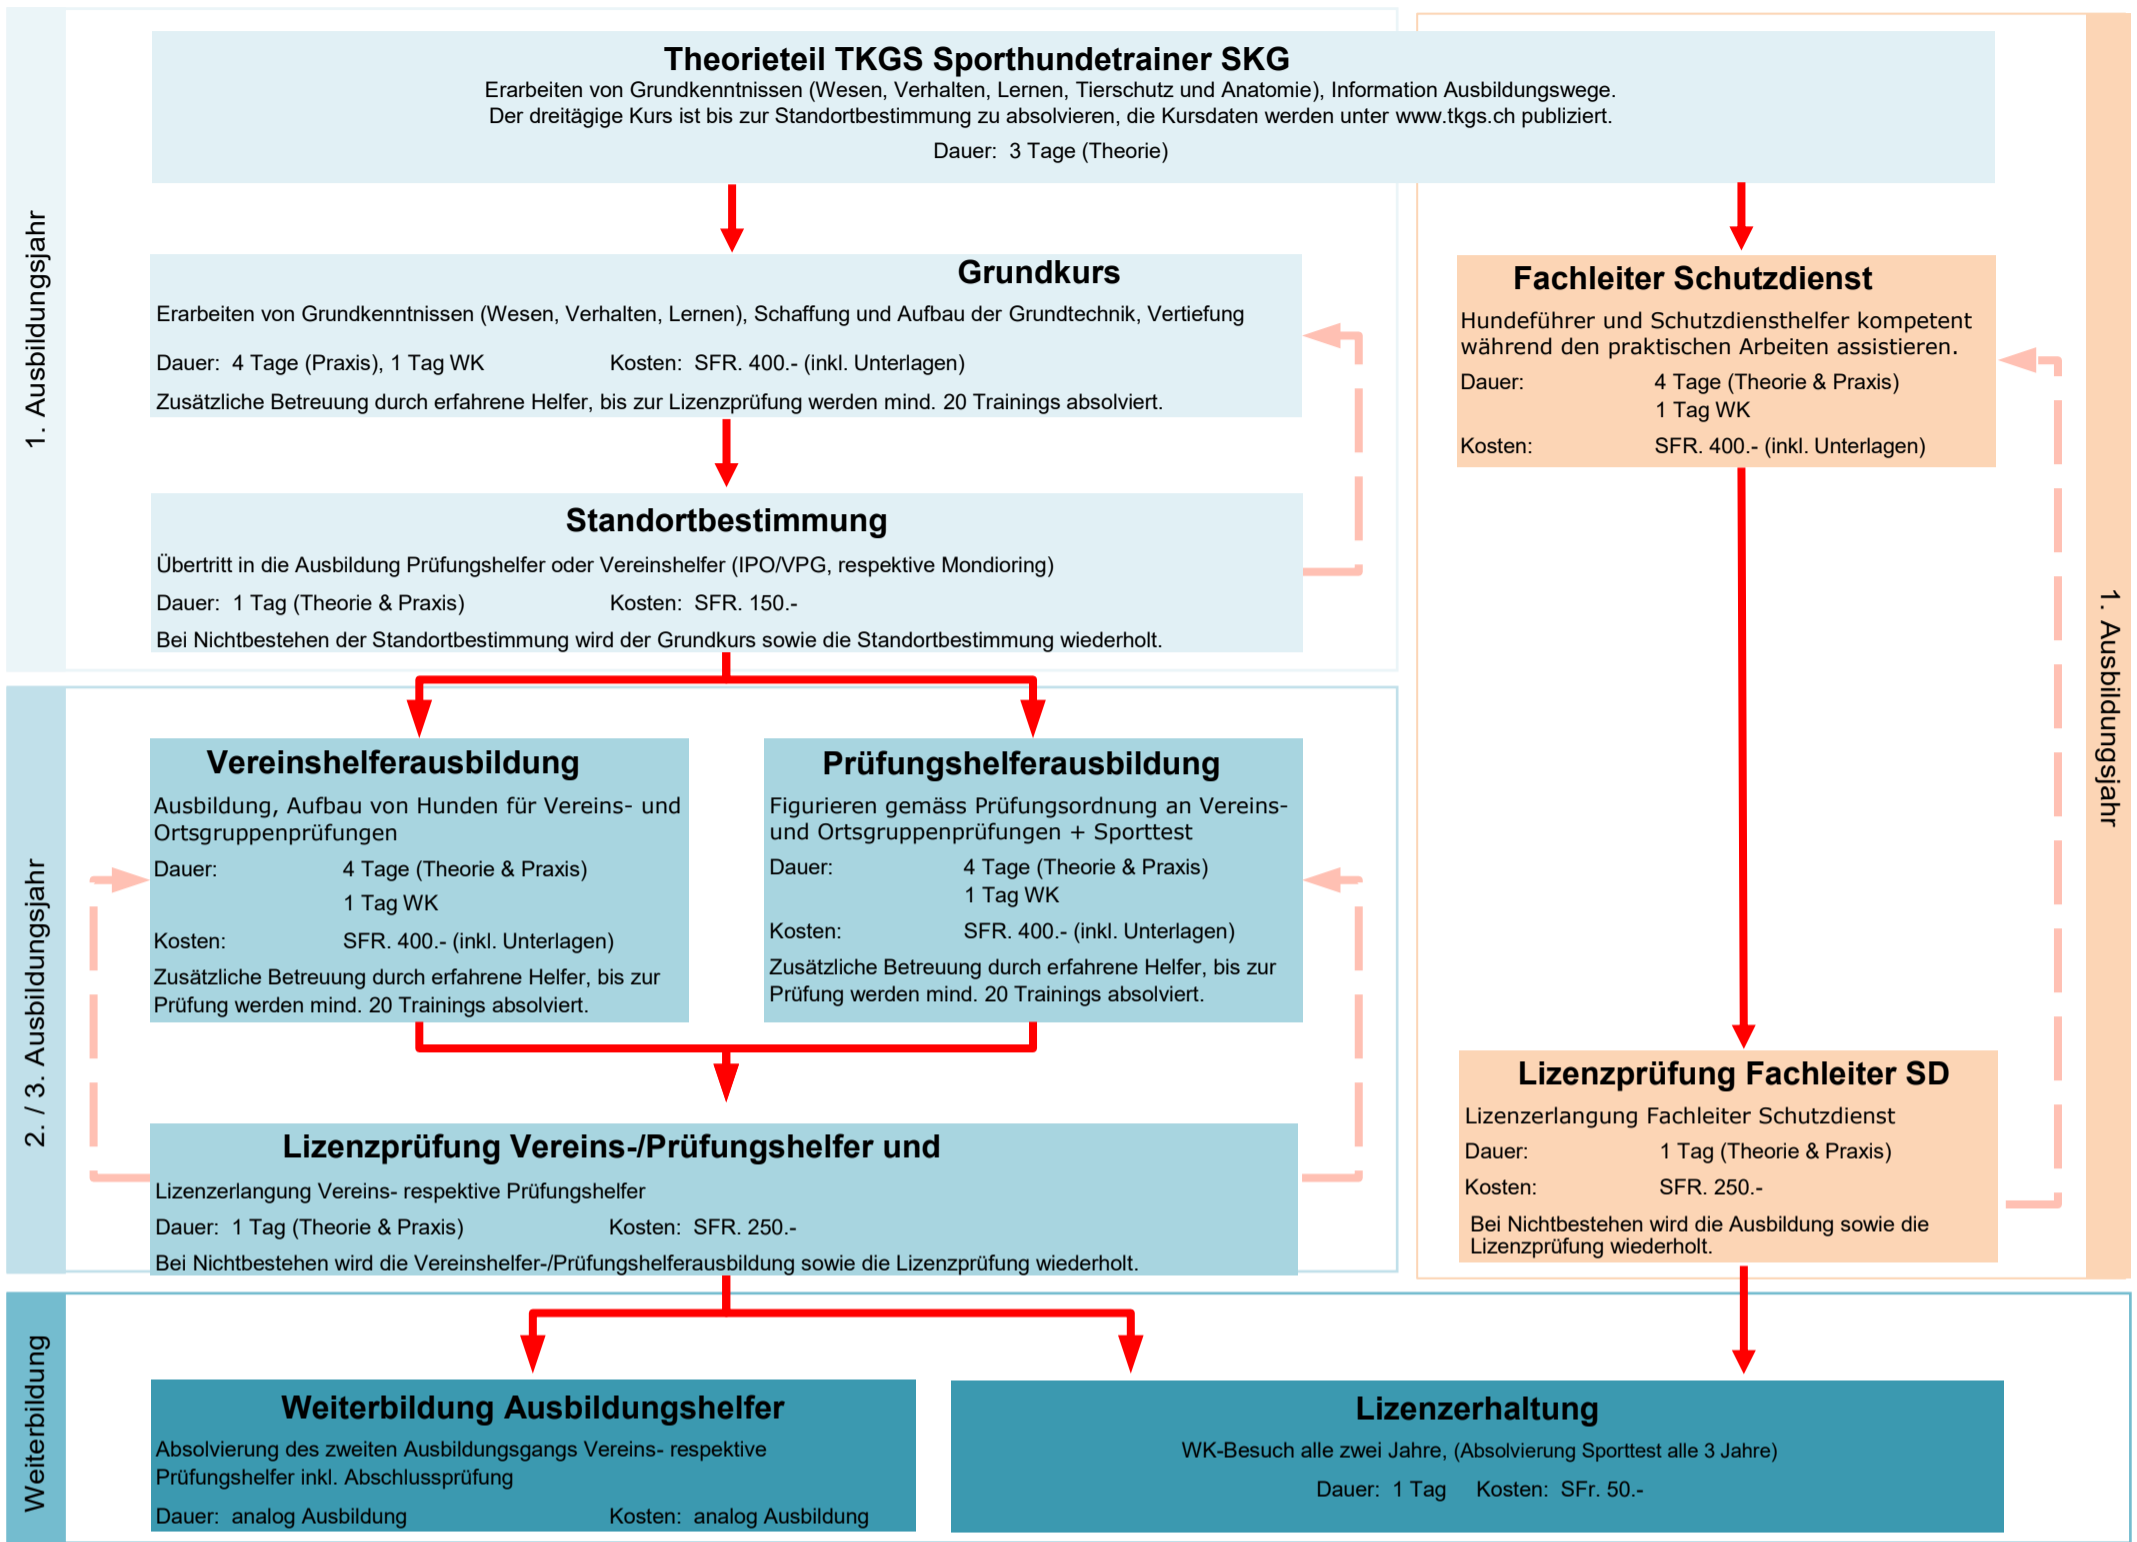 Theorieteil TKGS Sporthundetrainer SKG
Erarbeiten von Grundkenntnissen (Wesen, Verhalten, Lernen, Tierschutz und Anatomie), Information Ausbildungswege.
Der dreitägige Kurs ist bis zur Standortbestimmung zu absolvieren, die Kursdaten werden unter www.tkgs.ch publiziert.
Dauer: 3 Tage (Theorie)
1. Ausbildungsjahr
Grundkurs
Erarbeiten von Grundkenntnissen (Wesen, Verhalten, Lernen), Schaffung und Aufbau der Grundtechnik, Vertiefung
Dauer: 4 Tage (Praxis), 1 Tag WK Kosten: SFR. 400.- (inkl. Unterlagen)
Zusätzliche Betreuung durch erfahrene Helfer, bis zur Lizenzprüfung werden mind. 20 Trainings absolviert.
Standortbestimmung
Übertritt in die Ausbildung Prüfungshelfer oder Vereinshelfer (IPO/VPG, respektive Mondioring)
Dauer: 1 Tag (Theorie & Praxis) Kosten: SFR. 150.-
Bei Nichtbestehen der Standortbestimmung wird der Grundkurs sowie die Standortbestimmung wiederholt.
Fachleiter Schutzdienst
Hundeführer und Schutzdiensthelfer kompetent
während den praktischen Arbeiten assistieren.
Dauer: 4 Tage (Theorie & Praxis)
1 Tag WK
Kosten: SFR. 400.- (inkl. Unterlagen)
1. Ausbildungsjahr
2. / 3. Ausbildungsjahr
Vereinshelferausbildung
Ausbildung, Aufbau von Hunden für Vereins- und
Ortsgruppenprüfungen
Dauer: 4 Tage (Theorie & Praxis)
1 Tag WK
Kosten: SFR. 400.- (inkl. Unterlagen)
Zusätzliche Betreuung durch erfahrene Helfer, bis zur
Prüfung werden mind. 20 Trainings absolviert.
Prüfungshelferausbildung
Figurieren gemäss Prüfungsordnung an Vereins-
und Ortsgruppenprüfungen + Sporttest
Dauer: 4 Tage (Theorie & Praxis)
1 Tag WK
Kosten: SFR. 400.- (inkl. Unterlagen)
Zusätzliche Betreuung durch erfahrene Helfer, bis zur
Prüfung werden mind. 20 Trainings absolviert.
Lizenzprüfung Vereins-/Prüfungshelfer und
Lizenzerlangung Vereins- respektive Prüfungshelfer
Dauer: 1 Tag (Theorie & Praxis) Kosten: SFR. 250.-
Bei Nichtbestehen wird die Vereinshelfer-/Prüfungshelferausbildung sowie die Lizenzprüfung wiederholt.
Lizenzprüfung Fachleiter SD
Lizenzerlangung Fachleiter Schutzdienst
Dauer: 1 Tag (Theorie & Praxis)
Kosten: SFR. 250.-
Bei Nichtbestehen wird die Ausbildung sowie die
Lizenzprüfung wiederholt.
Weiterbildung
Weiterbildung Ausbildungshelfer
Absolvierung des zweiten Ausbildungsgangs Vereins- respektive
Prüfungshelfer inkl. Abschlussprüfung
Dauer: analog Ausbildung Kosten: analog Ausbildung
Lizenzerhaltung
WK-Besuch alle zwei Jahre, (Absolvierung Sporttest alle 3 Jahre)
Dauer: 1 Tag Kosten: SFr. 50.-